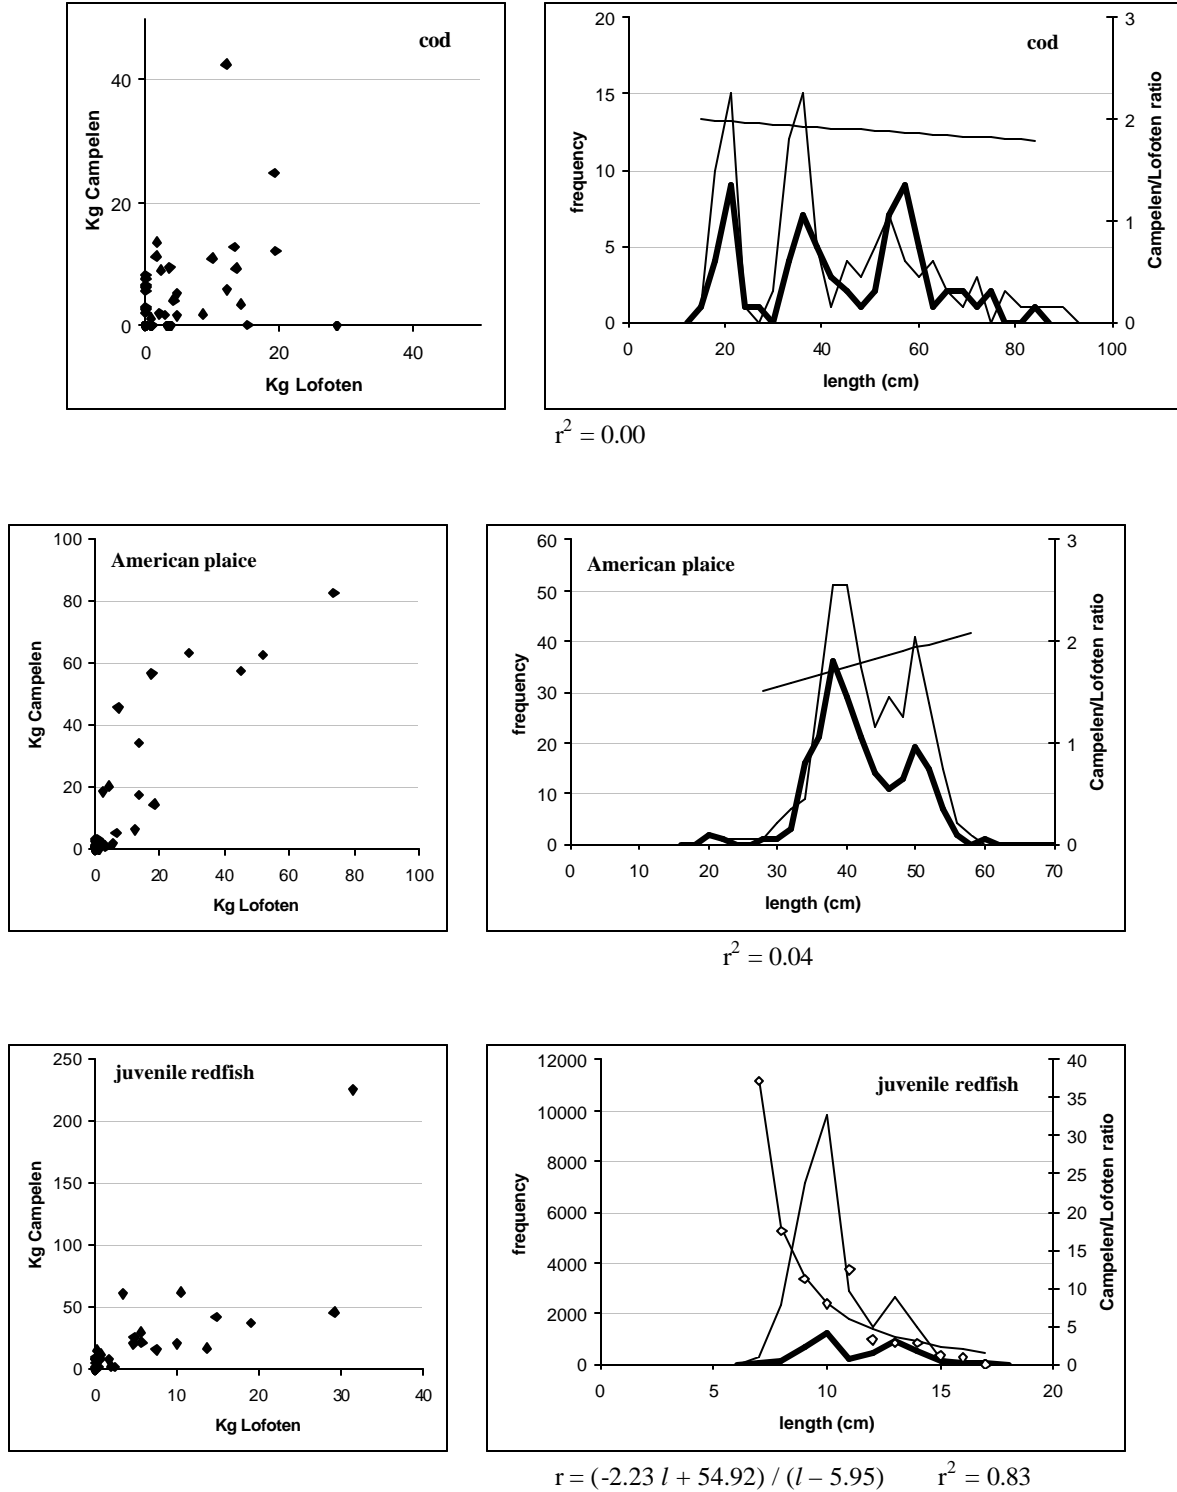 cod
40
20
0
0 20 40
Kg Campelen
Kg Lofoten
cod
20
15
10
5
0
0 20 40 60 80 100
3
2
1
0
frequency
length (cm)
Campelen/Lofoten ratio
r² = 0.00
American plaice
100
80
60
40
20
0
0 20 40 60 80 100
Kg Campelen
Kg Lofoten
American plaice
60
50
40
30
20
10
0
0 10 20 30 40 50 60 70
3
2
1
0
frequency
length (cm)
Campelen/Lofoten ratio
r² = 0.04
juvenile redfish
250
200
150
100
50
0
0 10 20 30 40
Kg Campelen
Kg Lofoten
juvenile redfish
12000
10000
8000
6000
4000
2000
0
0 5 10 15 20
40
35
30
25
20
15
10
5
0
frequency
length (cm)
Campelen/Lofoten ratio
r = (-2.23 l + 54.92) / (l – 5.95) r² = 0.83